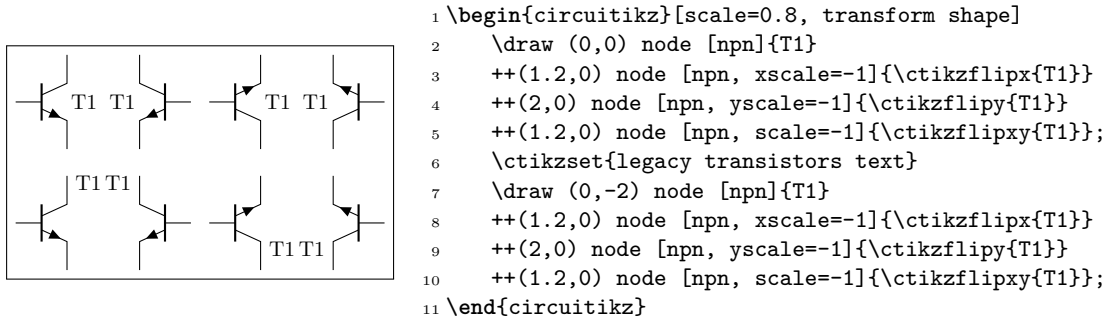 T1 T1 T1 T1
T1 T1
T1 T1
1 \begin{circuitikz}[scale=0.8, transform shape]
2 \draw (0,0) node [npn]{T1}
3 ++(1.2,0) node [npn, xscale=-1]{\ctikzflipx{T1}}
4 ++(2,0) node [npn, yscale=-1]{\ctikzflipy{T1}}
5 ++(1.2,0) node [npn, scale=-1]{\ctikzflipxy{T1}};
6 \ctikzset{legacy transistors text}
7 \draw (0,-2) node [npn]{T1}
8 ++(1.2,0) node [npn, xscale=-1]{\ctikzflipx{T1}}
9 ++(2,0) node [npn, yscale=-1]{\ctikzflipy{T1}}
10 ++(1.2,0) node [npn, scale=-1]{\ctikzflipxy{T1}};
11 \end{circuitikz}